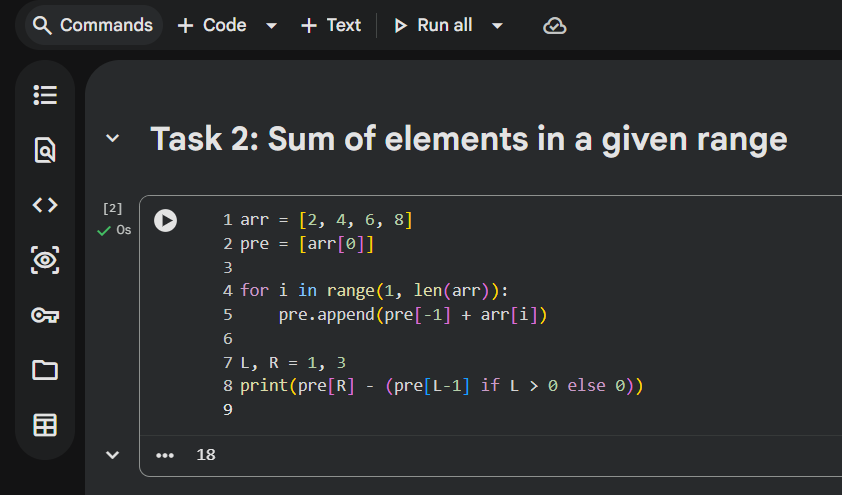 Commands + Code + Text Run all
Task 2: Sum of elements in a given range
[2]
0s
1 arr = [2, 4, 6, 8]
2 pre = [arr[0]]
3
4 for i in range(1, len(arr)):
5     pre.append(pre[-1] + arr[i])
6
7 L, R = 1, 3
8 print(pre[R] - (pre[L-1] if L > 0 else 0))
9
18